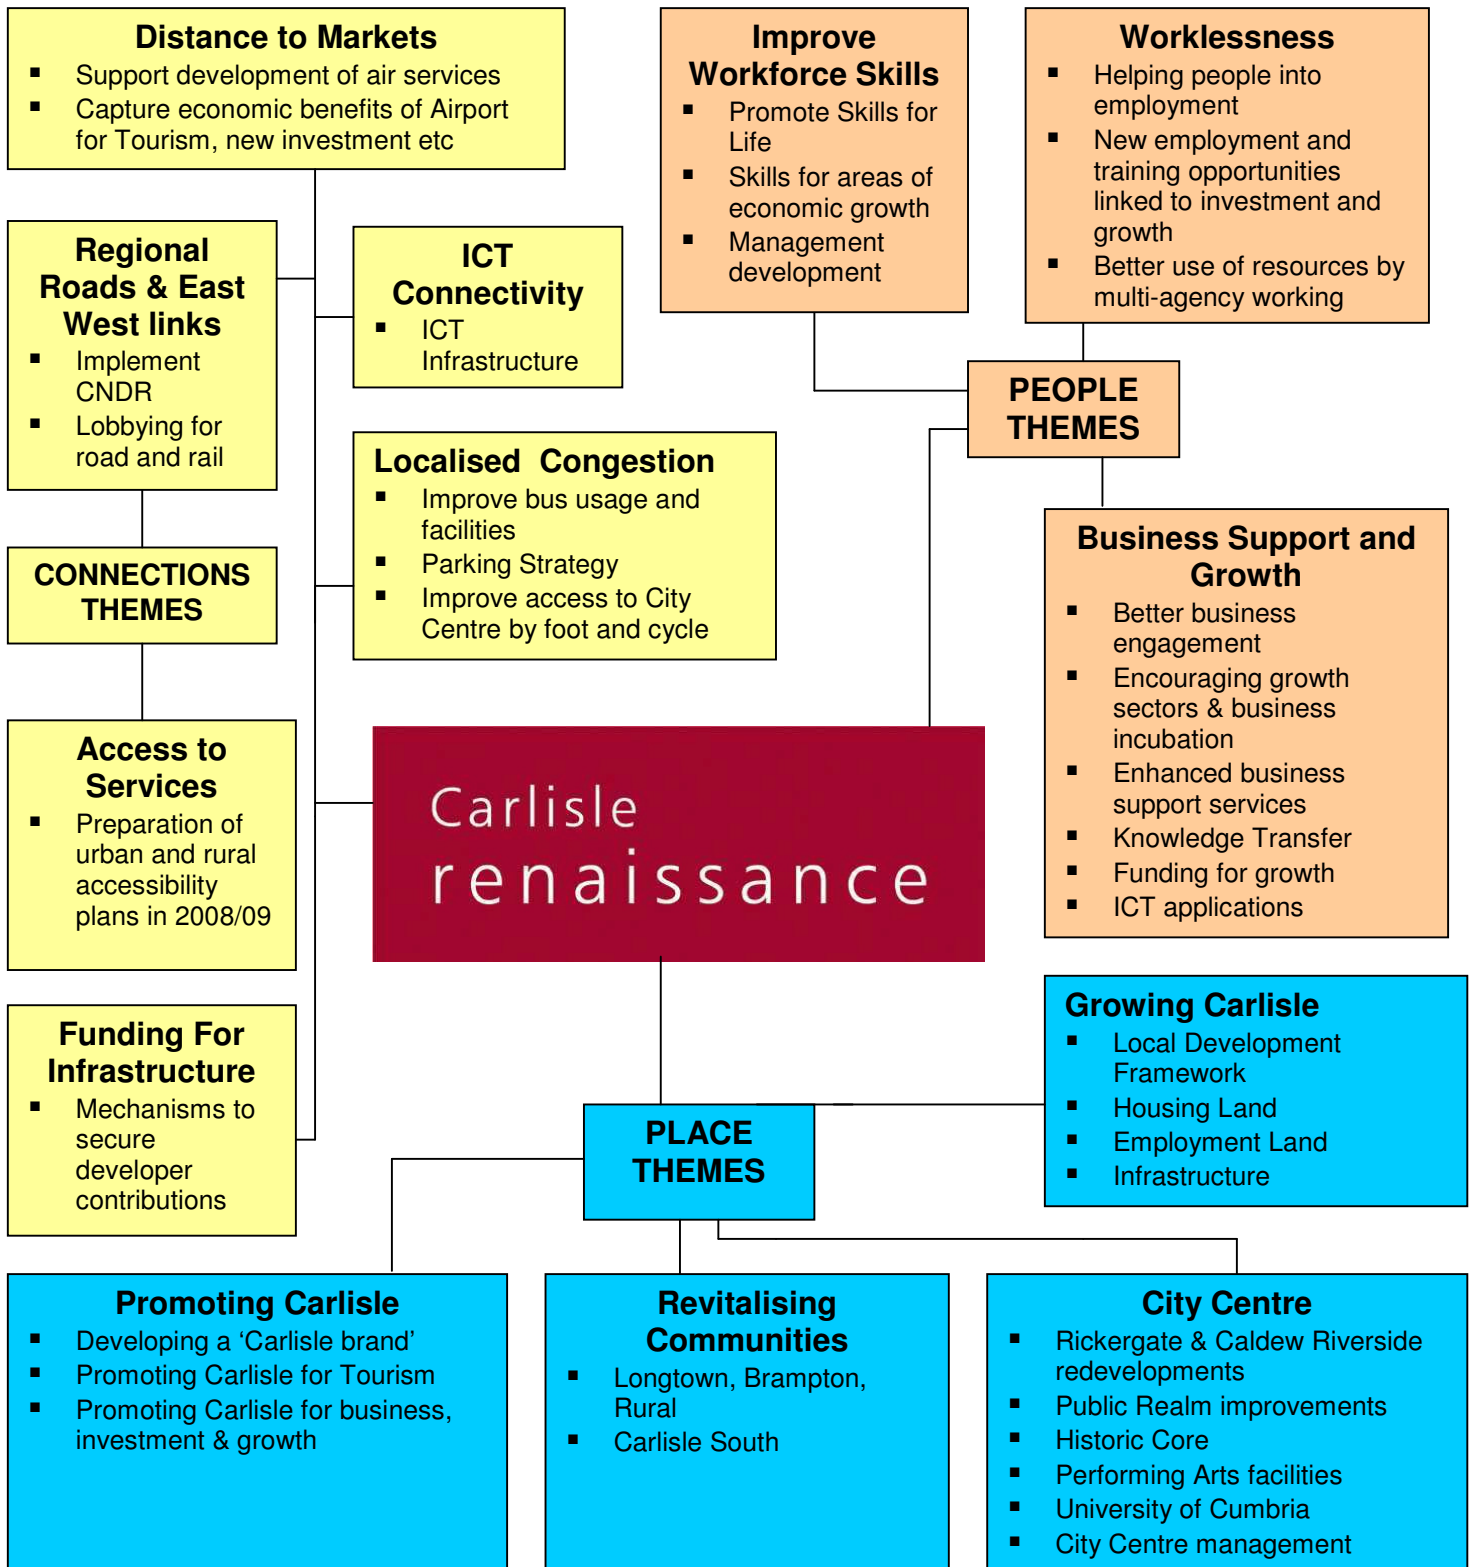 Distance to Markets
▪ Support development of air services
▪ Capture economic benefits of Airport
for Tourism, new investment etc
Improve
Workforce Skills
▪ Promote Skills for
Life
▪ Skills for areas of
economic growth
▪ Management
development
Worklessness
▪ Helping people into
employment
▪ New employment and
training opportunities
linked to investment and
growth
▪ Better use of resources by
multi-agency working
Regional
Roads & East
West links
▪ Implement
CNDR
▪ Lobbying for
road and rail
ICT
Connectivity
▪ ICT
Infrastructure
PEOPLE
THEMES
Localised Congestion
▪ Improve bus usage and
facilities
▪ Parking Strategy
▪ Improve access to City
Centre by foot and cycle
CONNECTIONS
THEMES
Business Support and
Growth
▪ Better business
engagement
▪ Encouraging growth
sectors & business
incubation
▪ Enhanced business
support services
▪ Knowledge Transfer
▪ Funding for growth
▪ ICT applications
Access to
Services
▪ Preparation of
urban and rural
accessibility
plans in 2008/09
Carlisle
renaissance
Funding For
Infrastructure
▪ Mechanisms to
secure
developer
contributions
Growing Carlisle
▪ Local Development
Framework
▪ Housing Land
▪ Employment Land
▪ Infrastructure
PLACE
THEMES
Promoting Carlisle
▪ Developing a ‘Carlisle brand’
▪ Promoting Carlisle for Tourism
▪ Promoting Carlisle for business,
investment & growth
Revitalising
Communities
▪ Longtown, Brampton,
Rural
▪ Carlisle South
City Centre
▪ Rickergate & Caldew Riverside
redevelopments
▪ Public Realm improvements
▪ Historic Core
▪ Performing Arts facilities
▪ University of Cumbria
▪ City Centre management